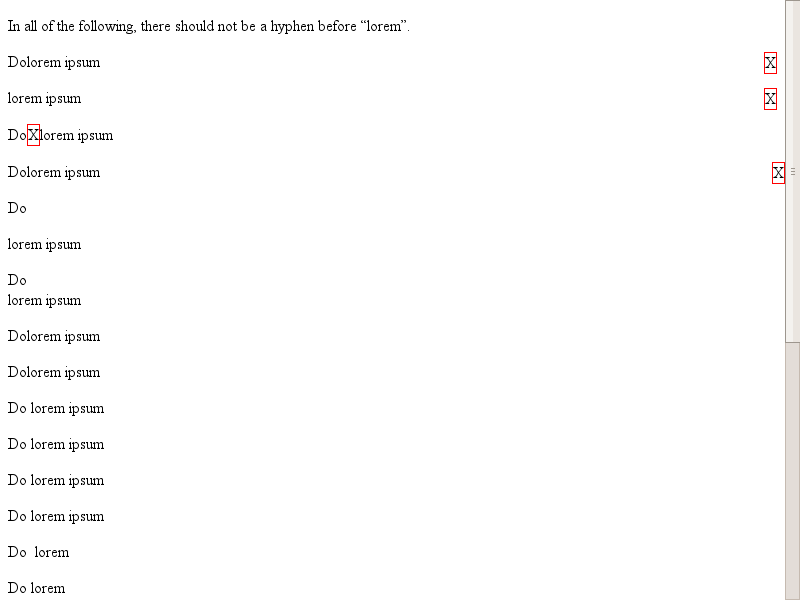 In all of the following, there should not be a hyphen before “lorem”.
Dolorem ipsum X
lorem ipsum X
DoXlorem ipsum
Dolorem ipsum X
Do
lorem ipsum
Do
lorem ipsum
Dolorem ipsum
Dolorem ipsum
Do lorem ipsum
Do lorem ipsum
Do lorem ipsum
Do lorem ipsum
Do  lorem
Do lorem